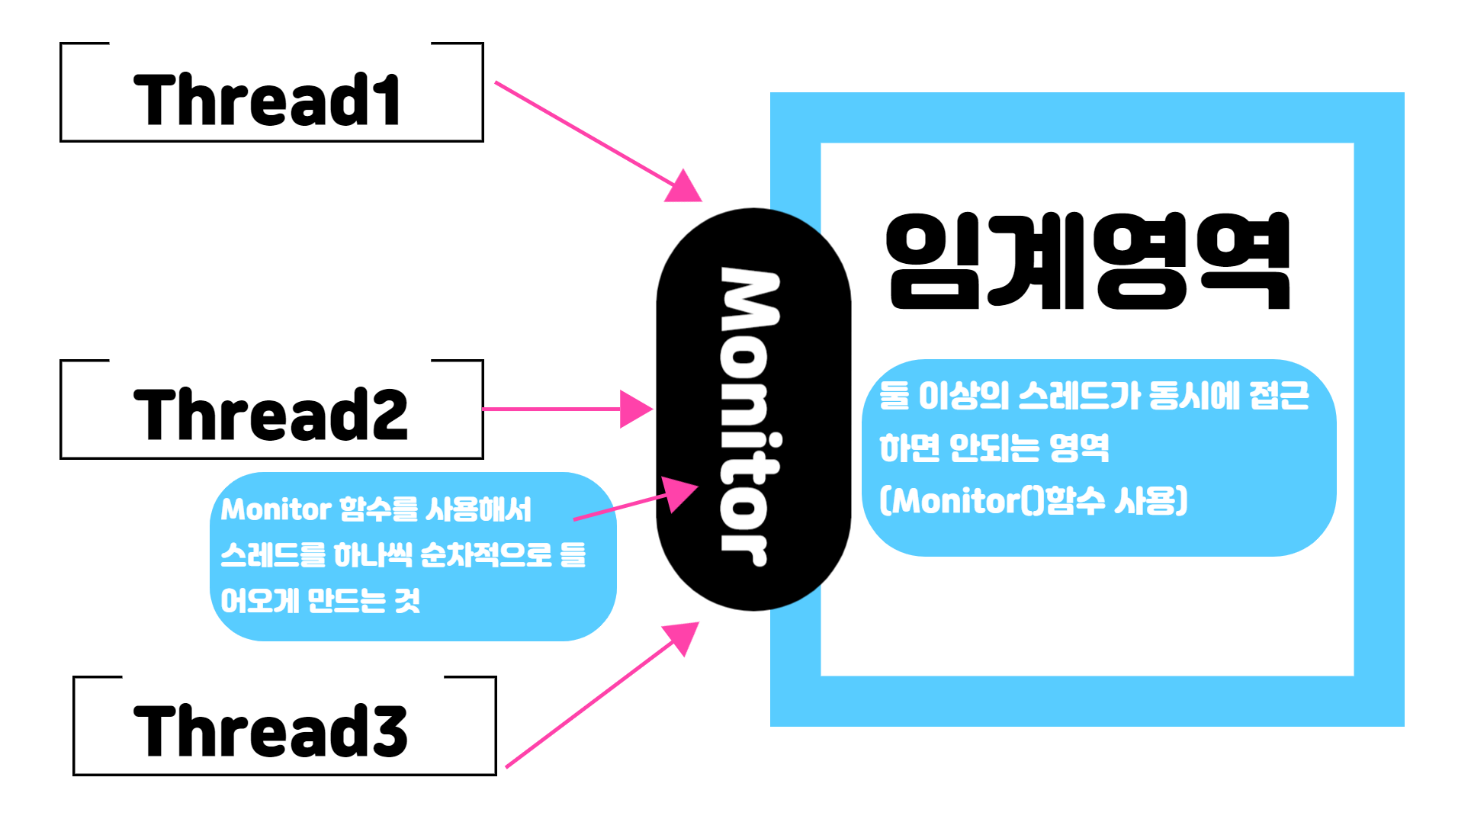 Thread1
임계영역
Monitor
둘 이상의 스레드가 동시에 접근
하면 안되는 영역
(Monitor()함수 사용)
Thread2
Monitor 함수를 사용해서
스레드를 하나씩 순차적으로 들
어오게 만드는 것
Thread3